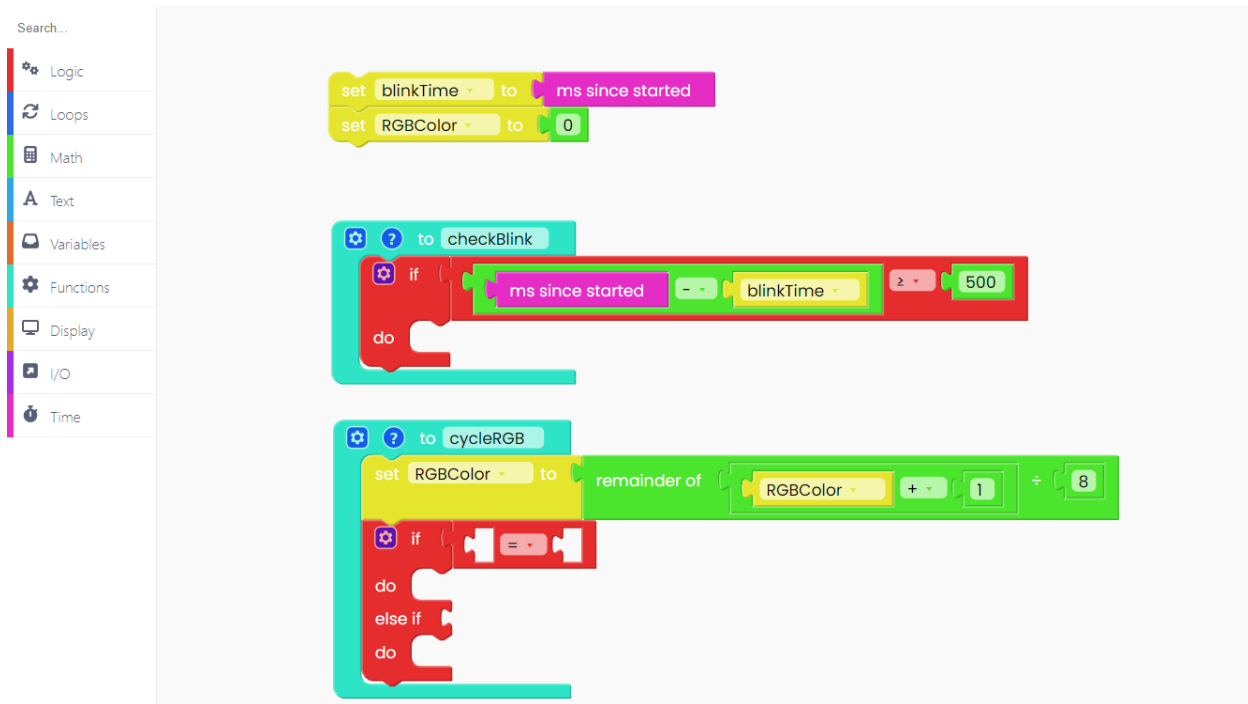 Search...
Logic
Loops
Math
Text
Variables
Functions
Display
I/O
Time
set blinkTime to ms since started
set RGBColor to 0
? to checkBlink
if ms since started - blinkTime ≥ 500
do
? to cycleRGB
set RGBColor to remainder of RGBColor + 1 ÷ 8
if =
do
else if
do